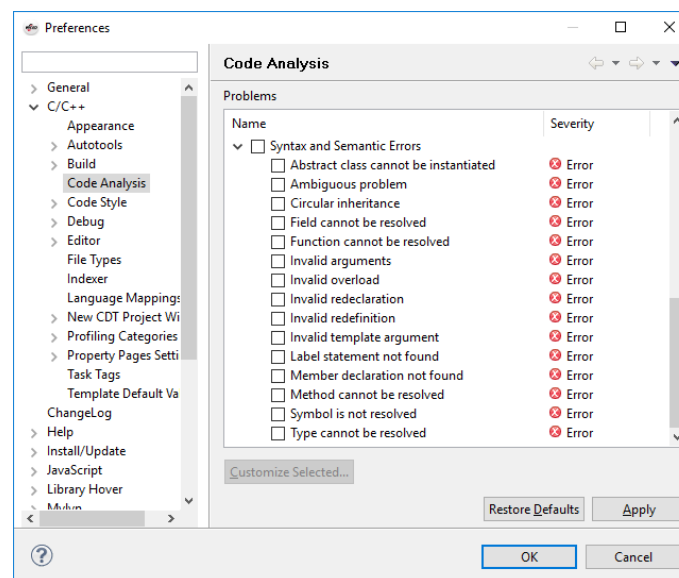 Preferences
General
C/C++
Appearance
Autotools
Build
Code Analysis
Code Style
Debug
Editor
File Types
Indexer
Language Mappings
New CDT Project Wi
Profiling Categories
Property Pages Setti
Task Tags
Template Default Va
ChangeLog
Help
Install/Update
JavaScript
Library Hover
Mylyn
Code Analysis
Problems
Name Severity
Syntax and Semantic Errors
Abstract class cannot be instantiated Error
Ambiguous problem Error
Circular inheritance Error
Field cannot be resolved Error
Function cannot be resolved Error
Invalid arguments Error
Invalid overload Error
Invalid redeclaration Error
Invalid redefinition Error
Invalid template argument Error
Label statement not found Error
Member declaration not found Error
Method cannot be resolved Error
Symbol is not resolved Error
Type cannot be resolved Error
Customize Selected...
Restore Defaults Apply
? OK Cancel